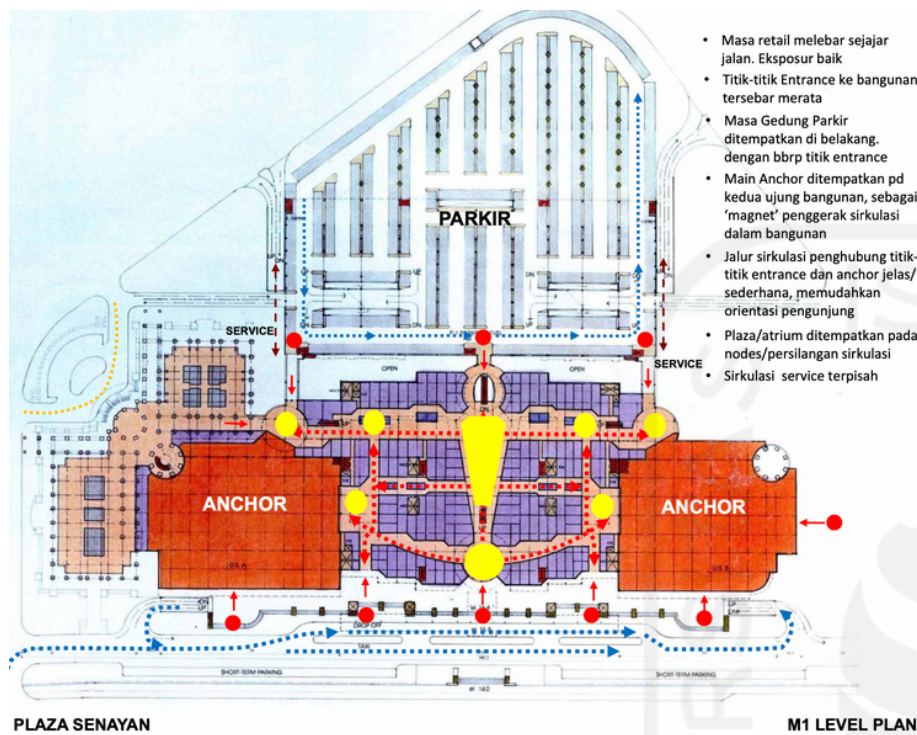 • Masa retail melebar sejajar
jalan. Eksposur baik
• Titik-titik Entrance ke bangunan
tersebar merata
• Masa Gedung Parkir
ditempatkan di belakang.
dengan bbrp titik entrance
• Main Anchor ditempatkan pd
kedua ujung bangunan, sebagai
'magnet' penggerak sirkulasi
dalam bangunan
• Jalur sirkulasi penghubung titik-
titik entrance dan anchor jelas/
sederhana, memudahkan
orientasi pengunjung
• Plaza/atrium ditempatkan pada
nodes/persilangan sirkulasi
• Sirkulasi service terpisah
PARKIR
SERVICE
SERVICE
OPEN
OPEN
ANCHOR
ANCHOR
D.S. A
D.S. B
DROP OFF
TAXI
SHORT-TERM PARKING
SHORT-TERM PARKING
PLAZA SENAYAN
M1 LEVEL PLAN